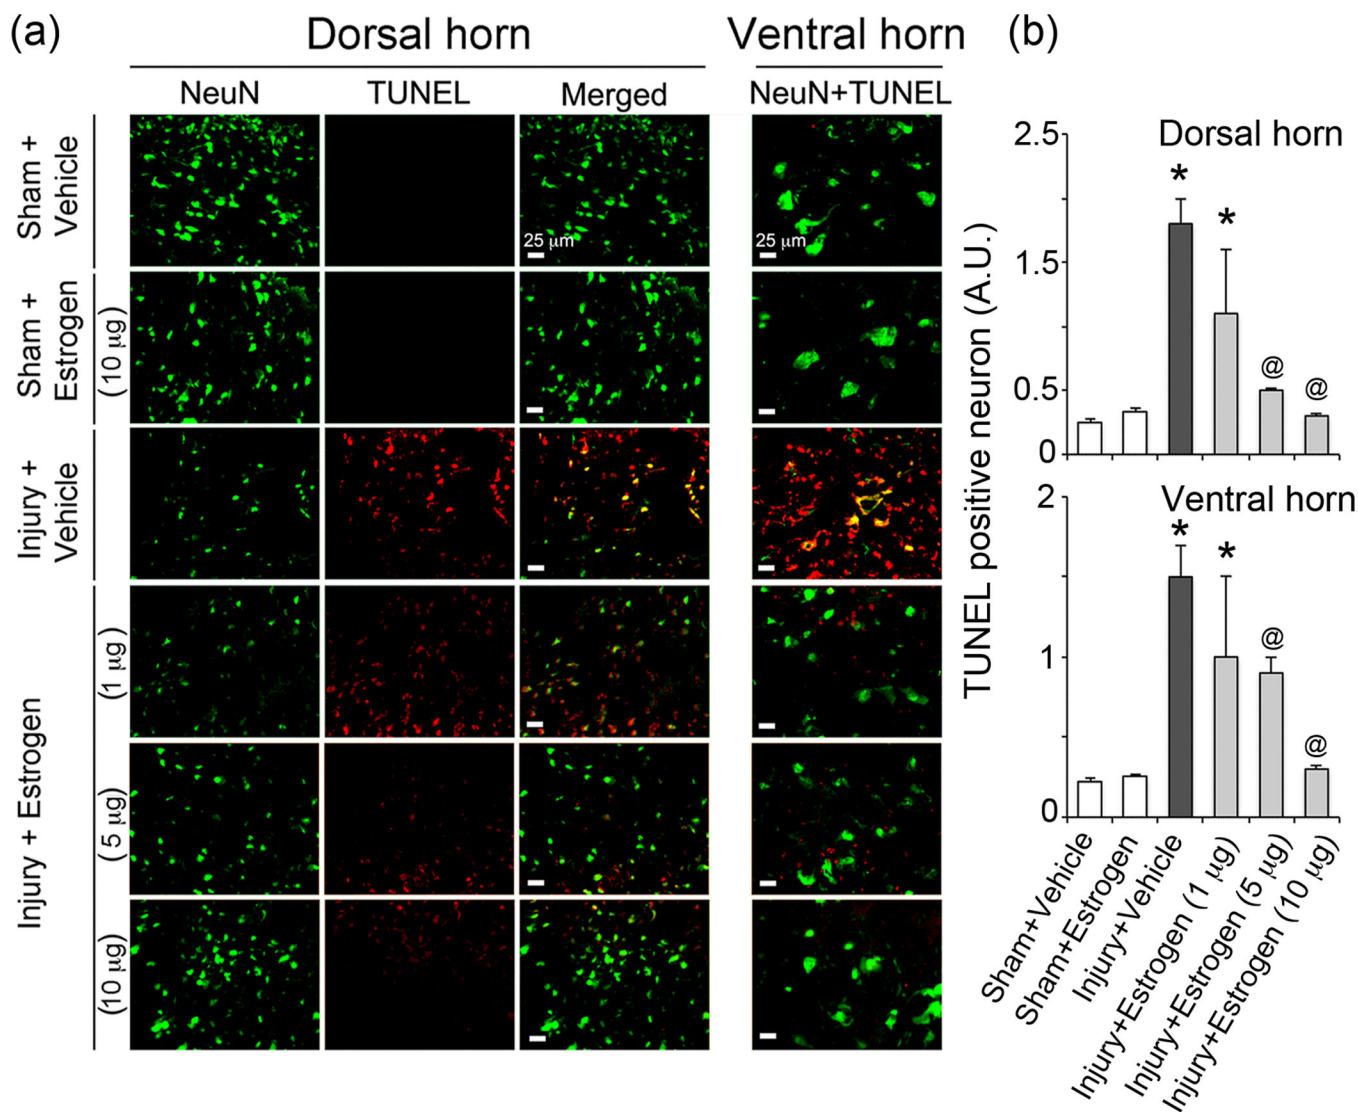 (a)
Dorsal horn
Ventral horn
NeuN
TUNEL
Merged
NeuN+TUNEL
Sham +
Vehicle
25 μm
25 μm
Sham +
Estrogen
(10 μg)
Injury +
Vehicle
Injury + Estrogen
(1 μg)
(5 μg)
(10 μg)
(b)
TUNEL positive neuron (A.U.)
Dorsal horn
2.5
1.5
0.5
0
*
*
@
@
Ventral horn
2
1
0
*
*
@
@
Sham+Vehicle
Sham+Estrogen
Injury+Vehicle
Injury+Estrogen (1 μg)
Injury+Estrogen (5 μg)
Injury+Estrogen (10 μg)